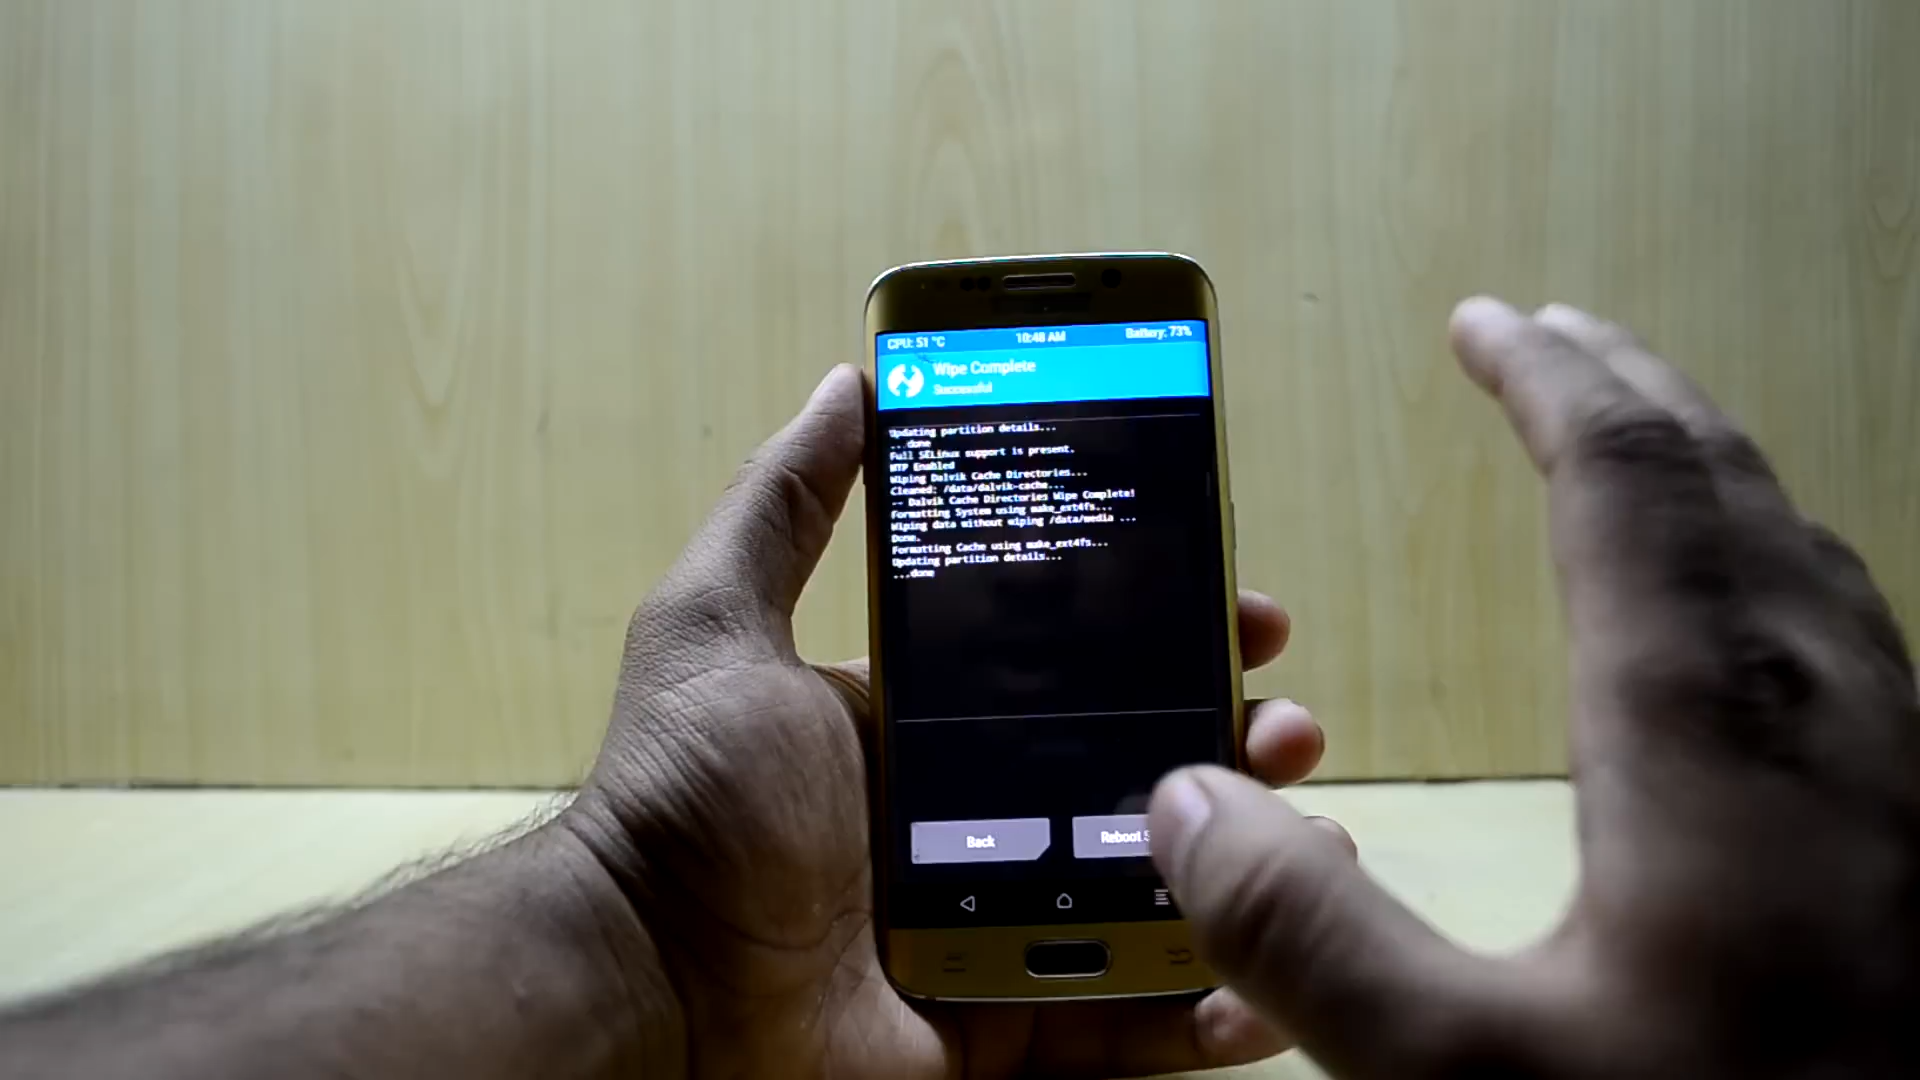 CPU: 51 °C 10:48 AM Battery: 73%
Wipe Complete
Successful
Updating partition details...
...done
Full SELinux support is present.
MTP Enabled
Wiping Dalvik Cache Directories...
Cleaned: /data/dalvik-cache...
-- Dalvik Cache Directories Wipe Complete!
Formatting System using make_ext4fs...
Wiping data without wiping /data/media ...
Done.
Formatting Cache using make_ext4fs...
Updating partition details...
...done
Back
Reboot S